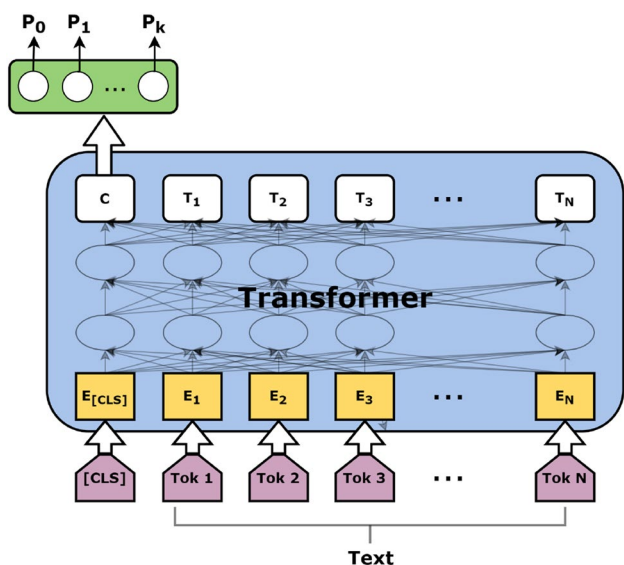 P0 P1 Pk
...
C T1 T2 T3 ... TN
Transformer
E[CLS] E1 E2 E3 ... EN
[CLS] Tok 1 Tok 2 Tok 3 ... Tok N
Text